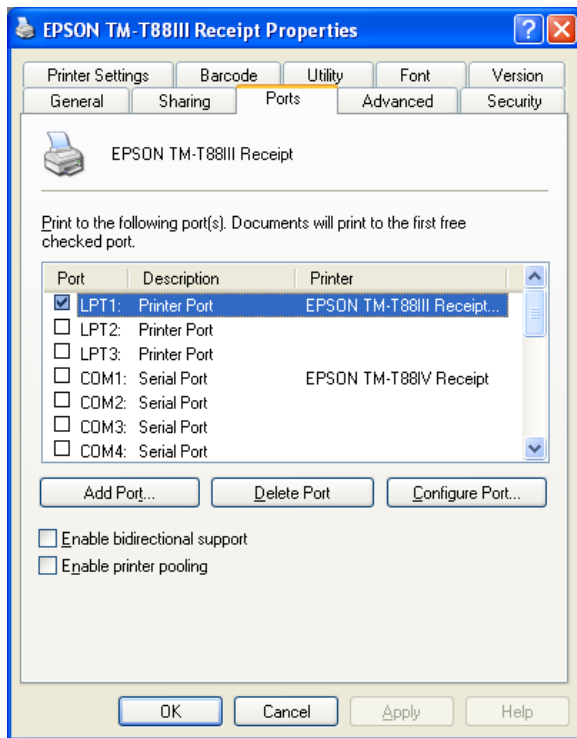 EPSON TM-T88III Receipt Properties
Printer Settings Barcode Utility Font Version
General Sharing Ports Advanced Security
EPSON TM-T88III Receipt
Print to the following port(s). Documents will print to the first free
checked port.
Port Description Printer
LPT1: Printer Port EPSON TM-T88III Receipt...
LPT2: Printer Port
LPT3: Printer Port
COM1: Serial Port EPSON TM-T88IV Receipt
COM2: Serial Port
COM3: Serial Port
COM4: Serial Port
Add Port... Delete Port Configure Port...
Enable bidirectional support
Enable printer pooling
OK Cancel Apply Help